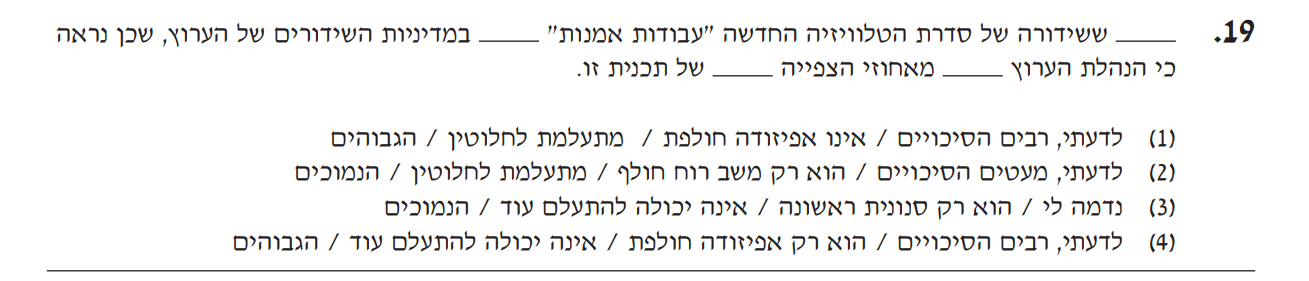 19. _____ ששידורה של סדרת הטלוויזיה החדשה "עבודות אמנות" _____ במדיניות השידורים של הערוץ, שכן נראה
כי הנהלת הערוץ _____ מאחוזי הצפייה _____ של תכנית זו.
(1) לדעתי, רבים הסיכויים / אינו אפיזודה חולפת / מתעלמת לחלוטין / הגבוהים
(2) לדעתי, מעטים הסיכויים / הוא רק משב רוח חולף / מתעלמת לחלוטין / הנמוכים
(3) נדמה לי / הוא רק סנונית ראשונה / אינה יכולה להתעלם עוד / הנמוכים
(4) לדעתי, רבים הסיכויים / הוא רק אפיזודה חולפת / אינה יכולה להתעלם עוד / הגבוהים